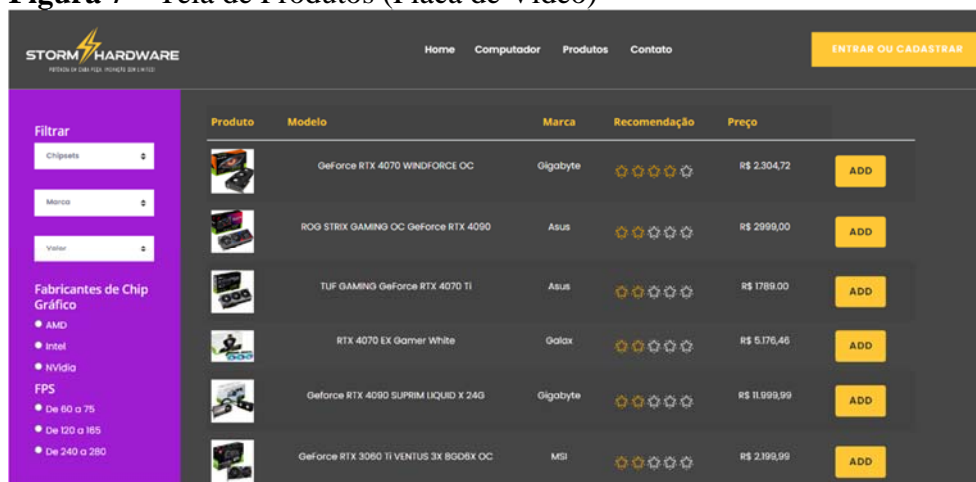 Figura 7 – Tela de Produtos (Placa de Vídeo)
STORM HARDWARE
Home Computador Produtos Contato
ENTRAR OU CADASTRAR
Filtrar
Chipsets
Marca
Valor
Fabricantes de Chip
Gráfico
AMD
Intel
NVidia
FPS
De 60 a 75
De 120 a 165
De 240 a 280
Produto Modelo Marca Recomendação Preço
GeForce RTX 4070 WINDFORCE OC Gigabyte R$ 2.304,72 ADD
ROG STRIX GAMING OC GeForce RTX 4090 Asus R$ 2999,00 ADD
TUF GAMING GeForce RTX 4070 Ti Asus R$ 1789.00 ADD
RTX 4070 EX Gamer White Galax R$ 5.176,46 ADD
Geforce RTX 4090 SUPRIM LIQUID X 24G Gigabyte R$ 11.999,99 ADD
GeForce RTX 3060 Ti VENTUS 3X 8GD6X OC MSI R$ 2.199,99 ADD